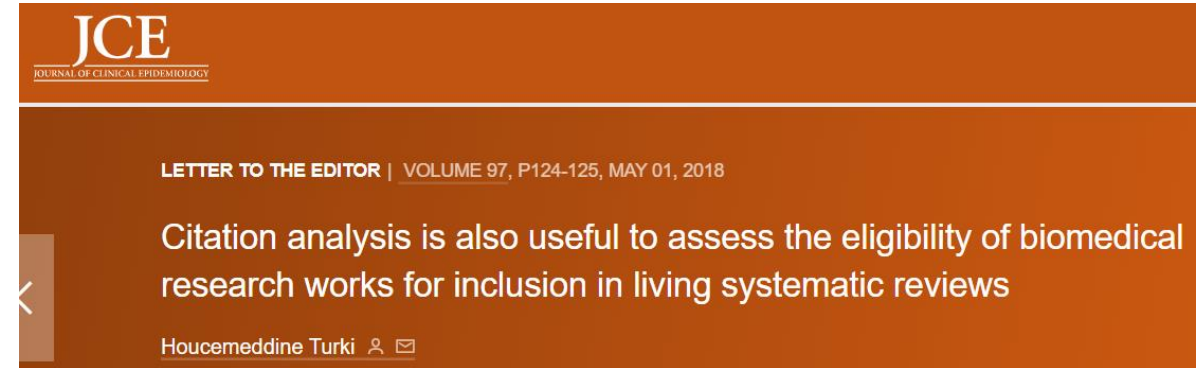 JCE
JOURNAL OF CLINICAL EPIDEMIOLOGY
LETTER TO THE EDITOR | VOLUME 97, P124-125, MAY 01, 2018
Citation analysis is also useful to assess the eligibility of biomedical
research works for inclusion in living systematic reviews
Houcemeddine Turki